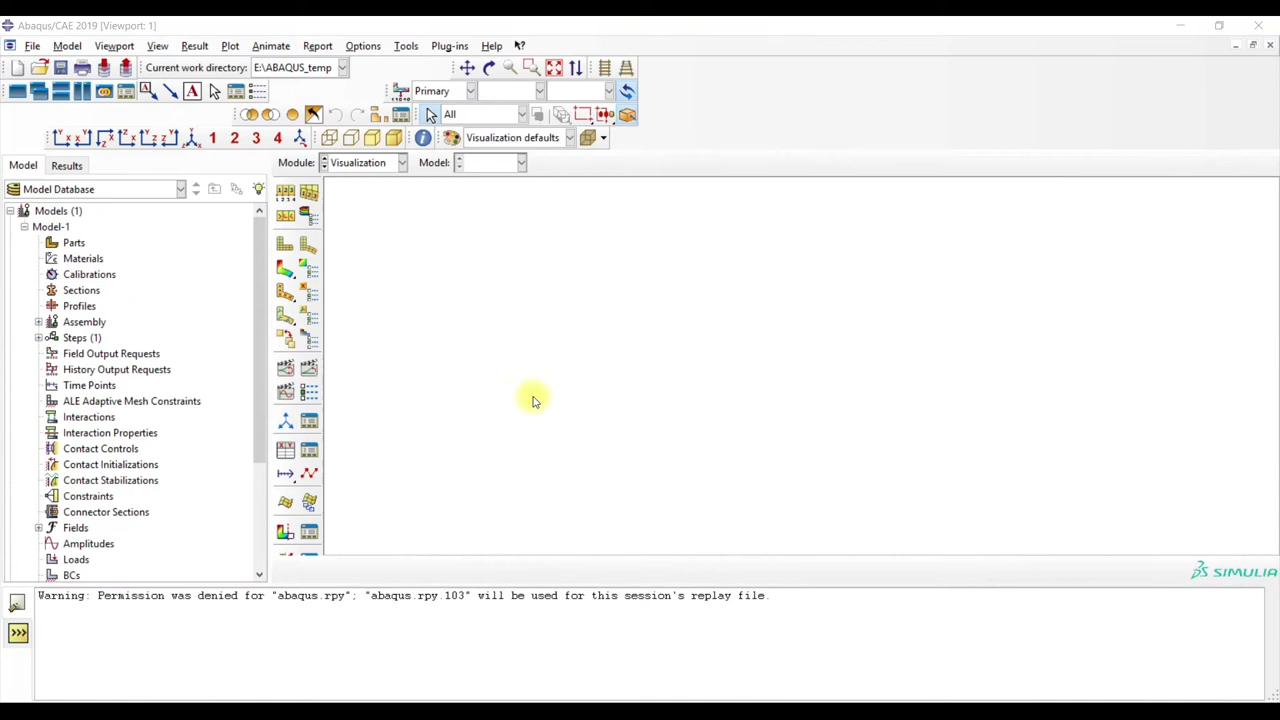 Abaqus/CAE 2019 [Viewport: 1]
File Model Viewport View Result Plot Animate Report Options Tools Plug-ins Help
Current work directory: E:\ABAQUS_temp
Primary
All
1 2 3 4
Visualization defaults
Model Results
Module: Visualization Model:
Model Database
Models (1)
Model-1
Parts
Materials
Calibrations
Sections
Profiles
Assembly
Steps (1)
Field Output Requests
History Output Requests
Time Points
ALE Adaptive Mesh Constraints
Interactions
Interaction Properties
Contact Controls
Contact Initializations
Contact Stabilizations
Constraints
Connector Sections
Fields
Amplitudes
Loads
BCs
SIMULIA
Warning: Permission was denied for "abaqus.rpy"; "abaqus.rpy.103" will be used for this session's replay file.
>>>